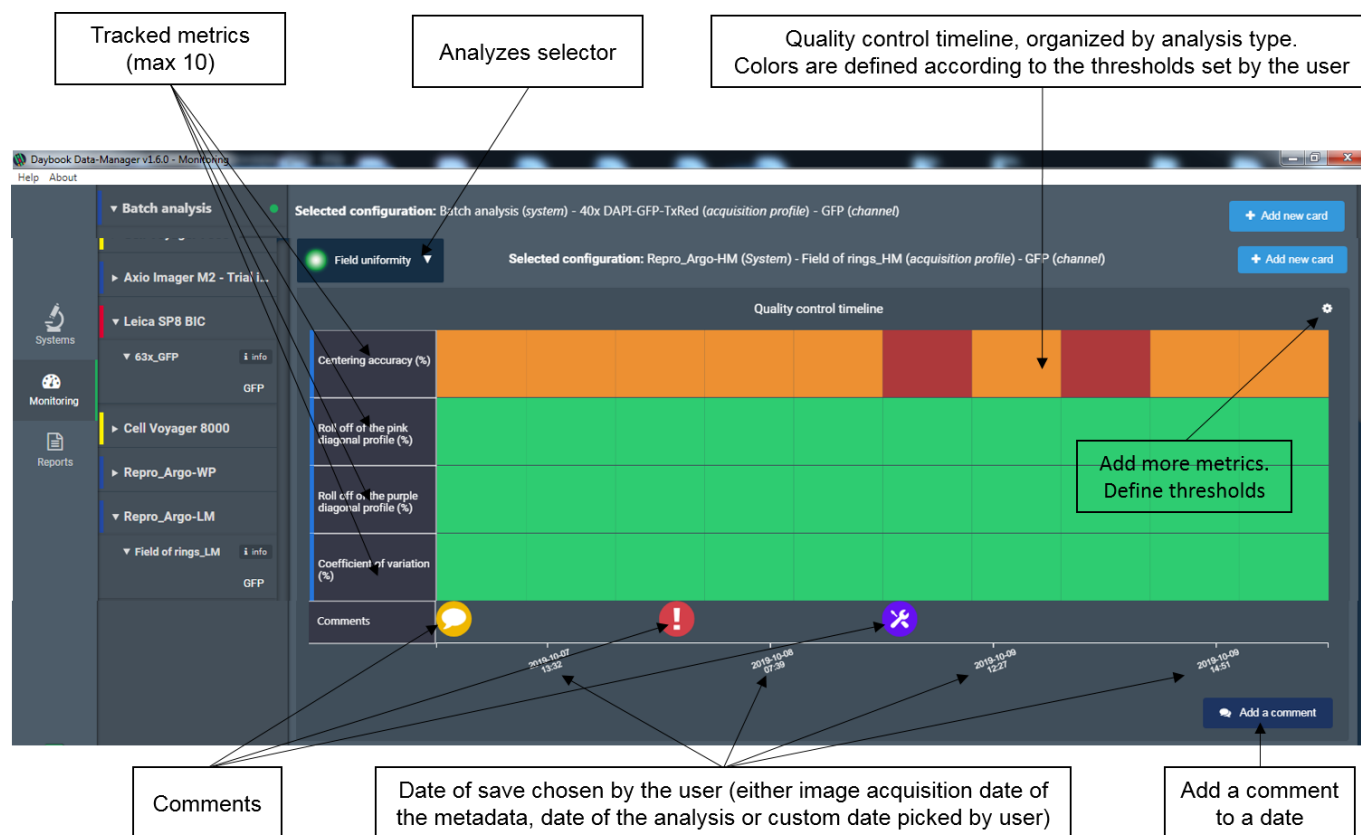 Tracked metrics
(max 10)
Analyzes selector
Quality control timeline, organized by analysis type.
Colors are defined according to the thresholds set by the user
Daybook Data-Manager v1.6.0 - Monitoring
Help About
Batch analysis
Selected configuration: Batch analysis (system) - 40x DAPI-GFP-TxRed (acquisition profile) - GFP (channel)
+ Add new card
Field uniformity
Selected configuration: Repro_Argo-HM (System) - Field of rings_HM (acquisition profile) - GFP (channel)
+ Add new card
Axio Imager M2 - Trial i...
Quality control timeline
Systems
Leica SP8 BIC
63x_GFP
i info
GFP
Centering accuracy (%)
Monitoring
Cell Voyager 8000
Roll off of the pink
diagonal profile (%)
Reports
Repro_Argo-WP
Add more metrics.
Define thresholds
Repro_Argo-LM
Roll off of the purple
diagonal profile (%)
Field of rings_LM
i info
GFP
Coefficient of variation
(%)
Comments
2019-10-07
13:32
2019-10-08
07:39
2019-10-09
12:27
2019-10-09
14:51
Add a comment
Comments
Date of save chosen by the user (either image acquisition date of
the metadata, date of the analysis or custom date picked by user)
Add a comment
to a date